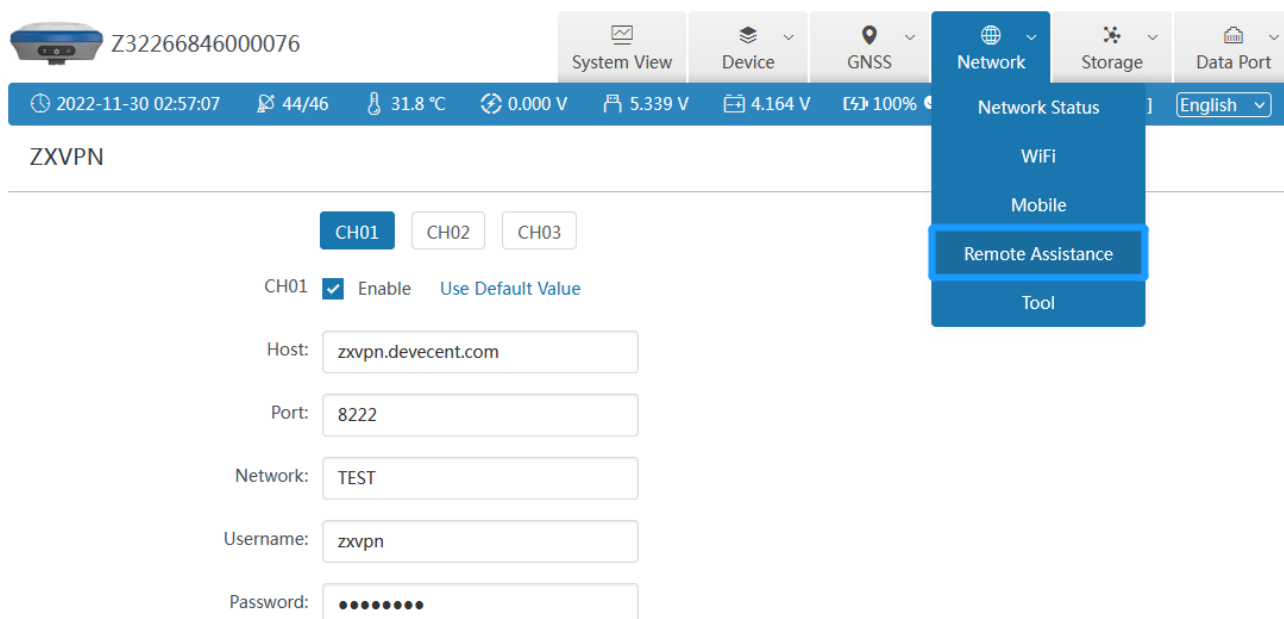 Z32266846000076
System View
Device
GNSS
Network
Storage
Data Port
2022-11-30 02:57:07 44/46 31.8 ℃ 0.000 V 5.339 V 4.164 V 100% ] English
Network Status
WiFi
Mobile
Remote Assistance
Tool
ZXVPN
CH01 CH02 CH03
CH01 Enable Use Default Value
Host: zxvpn.devecent.com
Port: 8222
Network: TEST
Username: zxvpn
Password: ••••••••